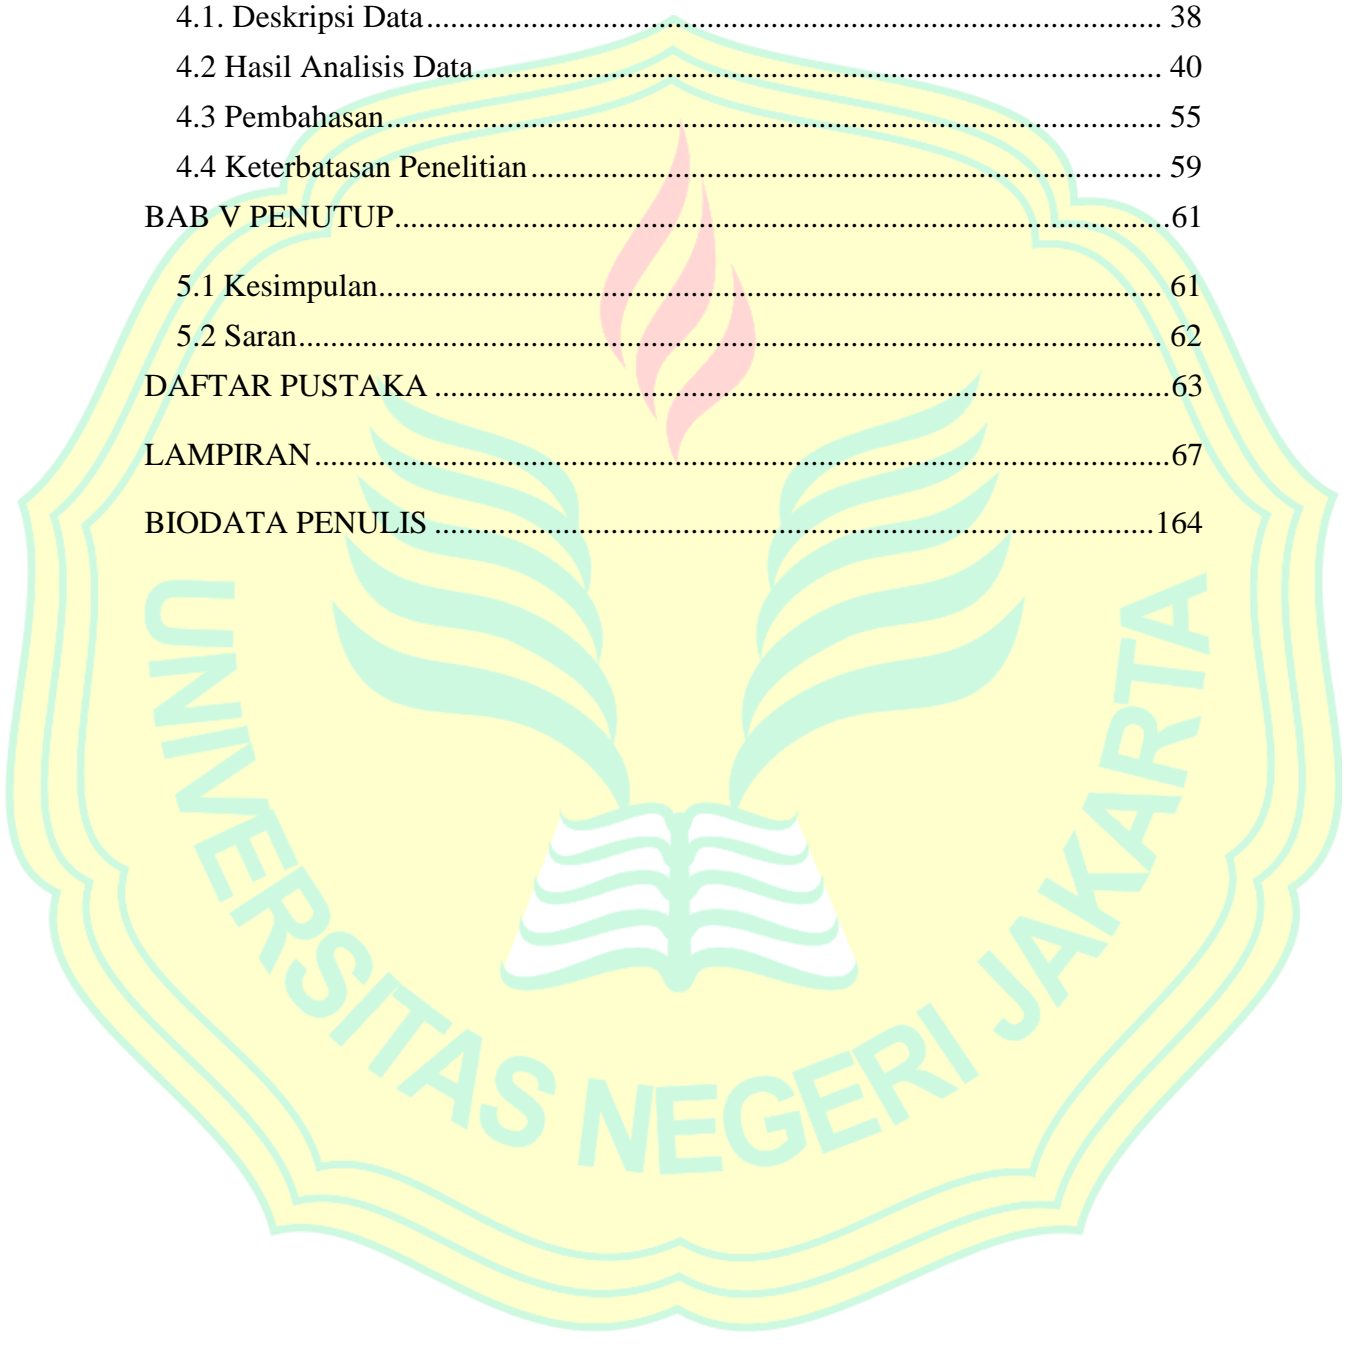 4.1. Deskripsi Data........................................................................................... 38
4.2 Hasil Analisis Data..................................................................................... 40
4.3 Pembahasan................................................................................................ 55
4.4 Keterbatasan Penelitian.............................................................................. 59
BAB V PENUTUP.................................................................................................61
5.1 Kesimpulan................................................................................................. 61
5.2 Saran........................................................................................................... 62
DAFTAR PUSTAKA ............................................................................................63
LAMPIRAN...........................................................................................................67
BIODATA PENULIS ..........................................................................................164
UNIVERSITAS NEGERI JAKARTA